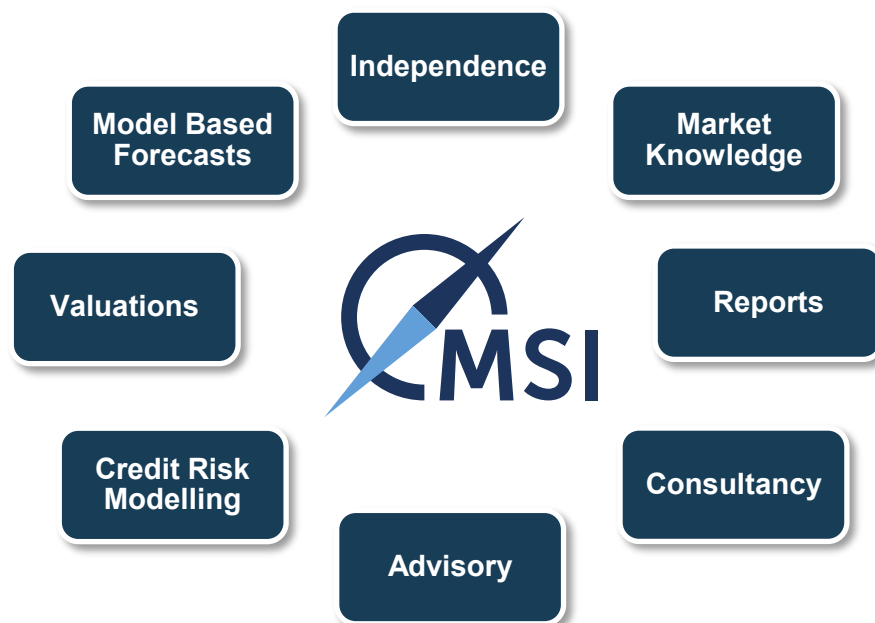 Independence
Model Based
Forecasts
Market
Knowledge
Valuations
MSI
Reports
Credit Risk
Modelling
Consultancy
Advisory